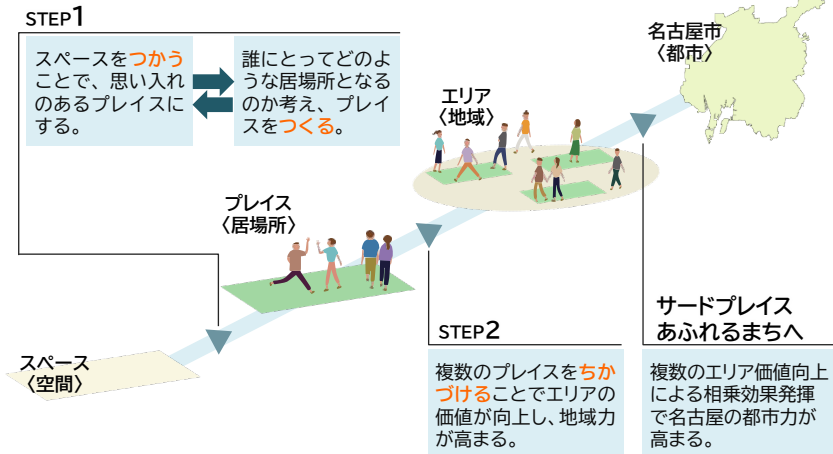 STEP1
スペースをつかう
ことで、思い入れ
のあるプレイスに
する。
誰にとってどのよ
うな居場所となる
のか考え、プレイ
スをつくる。
名古屋市
〈都市〉
エリア
〈地域〉
プレイス
〈居場所〉
スペース
〈空間〉
STEP2
複数のプレイスをちか
づけることでエリアの
価値が向上し、地域力
が高まる。
サードプレイス
あふれるまちへ
複数のエリア価値向上
による相乗効果発揮
で名古屋の都市力が
高まる。